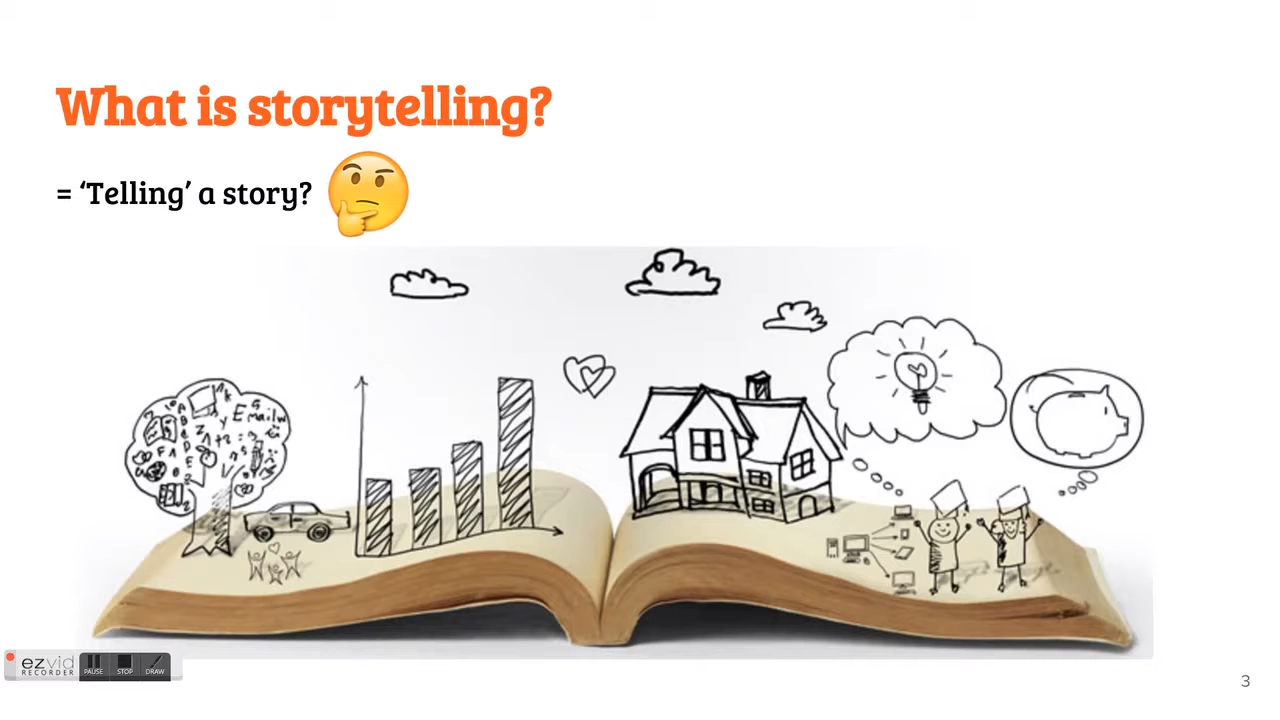 What is storytelling?
= ‘Telling’ a story?
Email
ezvid
RECORDER
PAUSE
STOP
DRAW
3